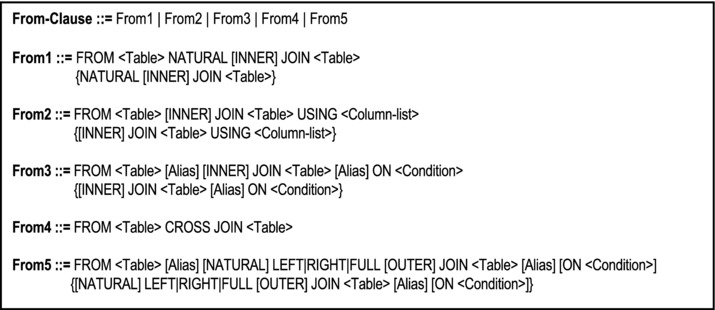 From-Clause ::= From1 | From2 | From3 | From4 | From5
From1 ::= FROM <Table> NATURAL [INNER] JOIN <Table>
{NATURAL [INNER] JOIN <Table>}
From2 ::= FROM <Table> [INNER] JOIN <Table> USING <Column-list>
{[INNER] JOIN <Table> USING <Column-list>}
From3 ::= FROM <Table> [Alias] [INNER] JOIN <Table> [Alias] ON <Condition>
{[INNER] JOIN <Table> [Alias] ON <Condition>}
From4 ::= FROM <Table> CROSS JOIN <Table>
From5 ::= FROM <Table> [Alias] [NATURAL] LEFT|RIGHT|FULL [OUTER] JOIN <Table> [Alias] [ON <Condition>]
{[NATURAL] LEFT|RIGHT|FULL [OUTER] JOIN <Table> [Alias] [ON <Condition>]}